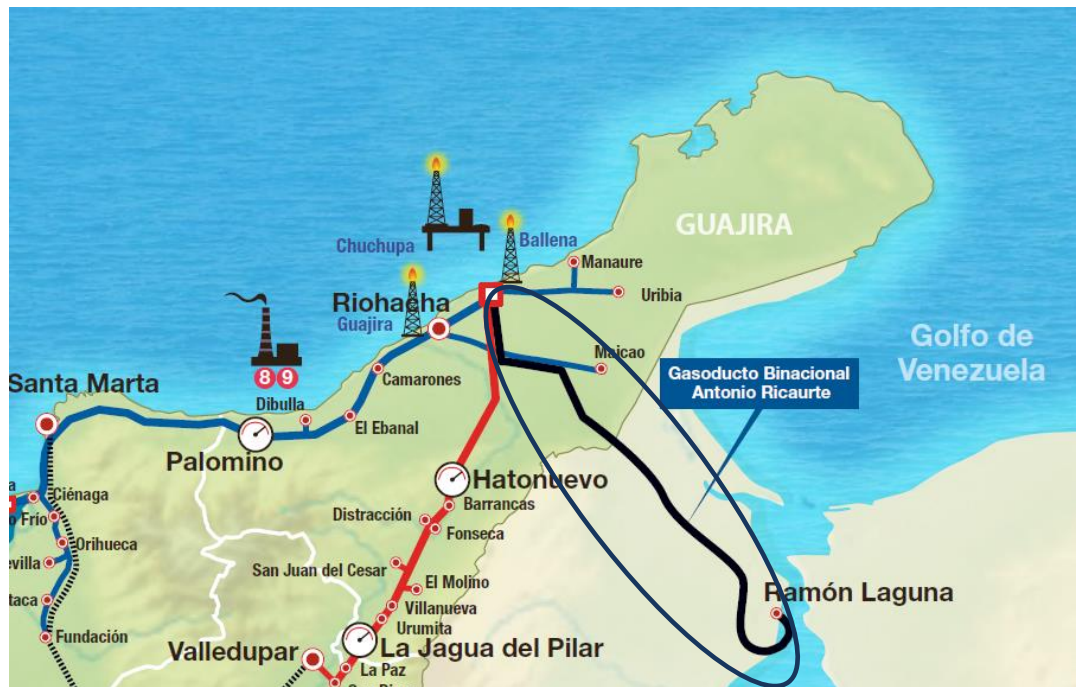 GUAJIRA
Chuchupa
Ballena
Manaure
Uribia
Riohacha
Guajira
Golfo de
Venezuela
Maicao
Gasoducto Binacional
Antonio Ricaurte
8 9
Camarones
Santa Marta
Dibulla
El Ebanal
Palomino
Hatonuevo
Barrancas
Ciénaga
Distracción
Fonseca
Orihueca
San Juan del Cesar
El Molino
Ramón Laguna
Villanueva
Urumita
Fundación
Valledupar
La Jagua del Pilar
La Paz